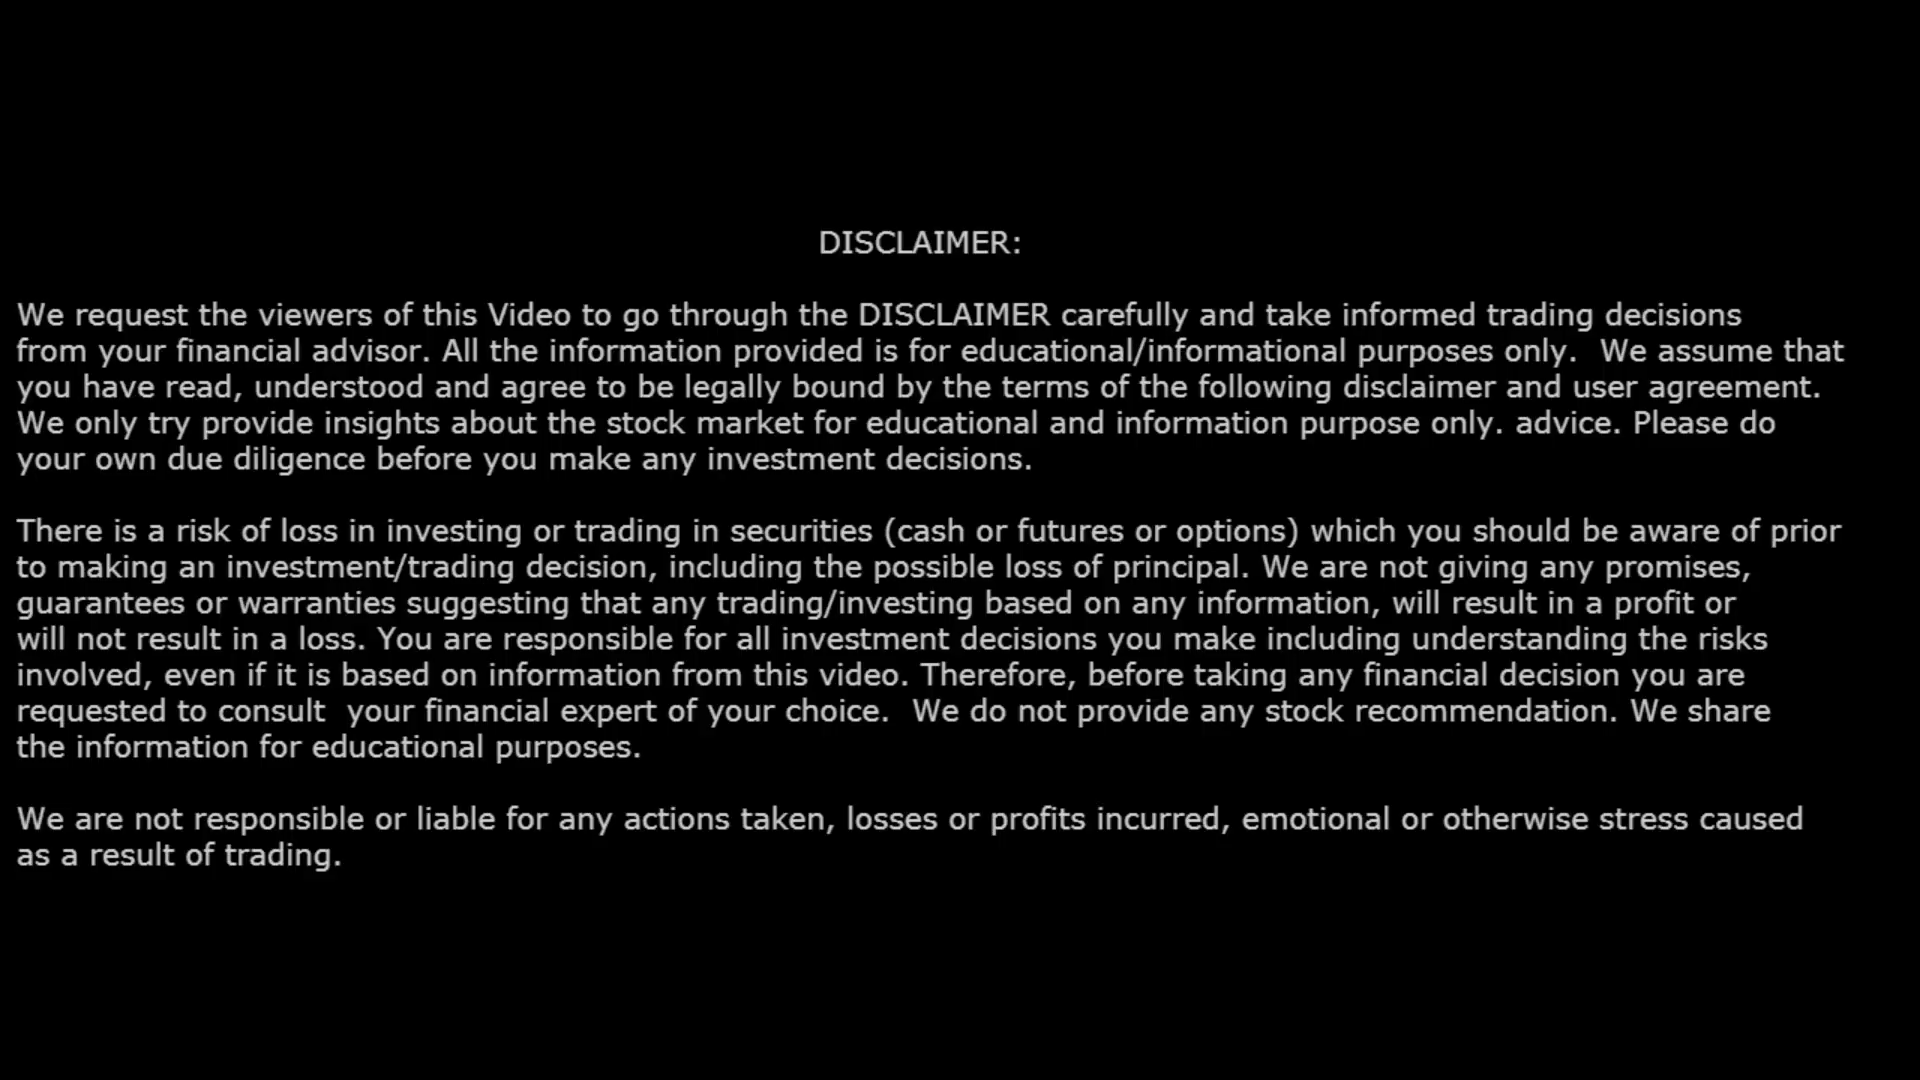 DISCLAIMER:
We request the viewers of this Video to go through the DISCLAIMER carefully and take informed trading decisions
from your financial advisor. All the information provided is for educational/informational purposes only.  We assume that
you have read, understood and agree to be legally bound by the terms of the following disclaimer and user agreement.
We only try provide insights about the stock market for educational and information purpose only. advice. Please do
your own due diligence before you make any investment decisions.
There is a risk of loss in investing or trading in securities (cash or futures or options) which you should be aware of prior
to making an investment/trading decision, including the possible loss of principal. We are not giving any promises,
guarantees or warranties suggesting that any trading/investing based on any information, will result in a profit or
will not result in a loss. You are responsible for all investment decisions you make including understanding the risks
involved, even if it is based on information from this video. Therefore, before taking any financial decision you are
requested to consult  your financial expert of your choice.  We do not provide any stock recommendation. We share
the information for educational purposes.
We are not responsible or liable for any actions taken, losses or profits incurred, emotional or otherwise stress caused
as a result of trading.